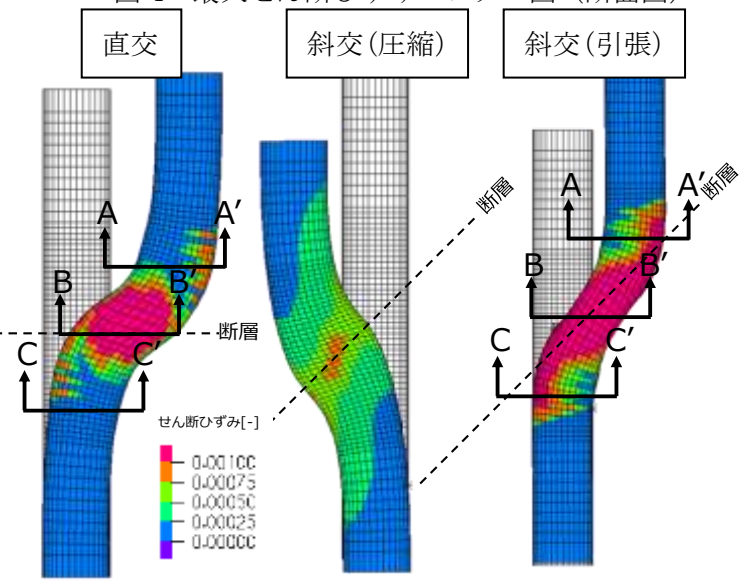 直交
斜交(圧縮)
斜交(引張)
断層
断層
A
A′
A
A′
B
B′
B
B′
断層
C
C′
C
C′
せん断ひずみ[-]
0.00100
0.00075
0.00050
0.00025
0.00000